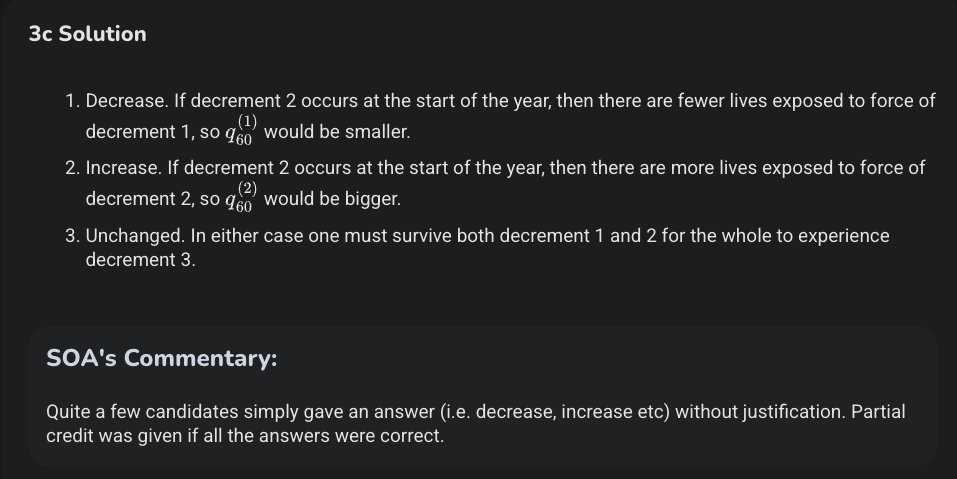 3c Solution
1. Decrease. If decrement 2 occurs at the start of the year, then there are fewer lives exposed to force of
decrement 1, so $q_{60}^{(1)}$ would be smaller.
2. Increase. If decrement 2 occurs at the start of the year, then there are more lives exposed to force of
decrement 2, so $q_{60}^{(2)}$ would be bigger.
3. Unchanged. In either case one must survive both decrement 1 and 2 for the whole to experience
decrement 3.
SOA's Commentary:
Quite a few candidates simply gave an answer (i.e. decrease, increase etc) without justification. Partial
credit was given if all the answers were correct.